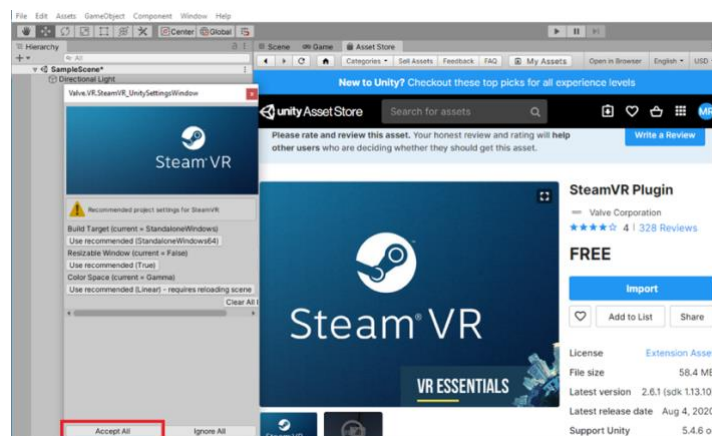 File Edit Assets GameObject Component Window Help
Center Global
Hierarchy
Scene Game Asset Store
All
Categories Sell Assets Feedback FAQ My Assets Open in Browser English USD
SampleScene*
Directional Light
New to Unity? Checkout these top picks for all experience levels
Valve.VR.SteamVR_UnitySettingsWindow
unity Asset Store Search for assets MR
Please rate and review this asset. Your honest review and rating will help
other users who are deciding whether they should get this asset.
Write a Review
SteamVR
Recommended project settings for SteamVR:
Build Target (current = StandaloneWindows)
Use recommended (StandaloneWindows64)
Resizable Window (current = False)
Use recommended (True)
Color Space (current = Gamma)
Use recommended (Linear) - requires reloading scene
Clear All I
Accept All Ignore All
Steam VR
VR ESSENTIALS
SteamVR Plugin
Valve Corporation
4 | 328 Reviews
FREE
Import
Add to List Share
License Extension Asse
File size 58.4 MB
Latest version 2.6.1 (sdk 1.13.10)
Latest release date Aug 4, 2020
Support Unity 5.4.6 o